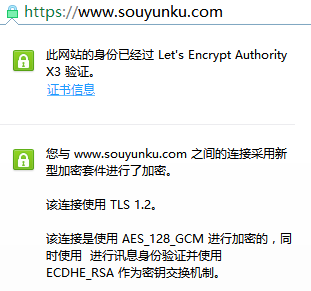 https://www.souyunku.com
此网站的身份已经过 Let's Encrypt Authority
X3 验证。
证书信息
您与 www.souyunku.com 之间的连接采用新
型加密套件进行了加密。
该连接使用 TLS 1.2。
该连接是使用 AES_128_GCM 进行加密的，同
时使用  进行讯息身份验证并使用
ECDHE_RSA 作为密钥交换机制。